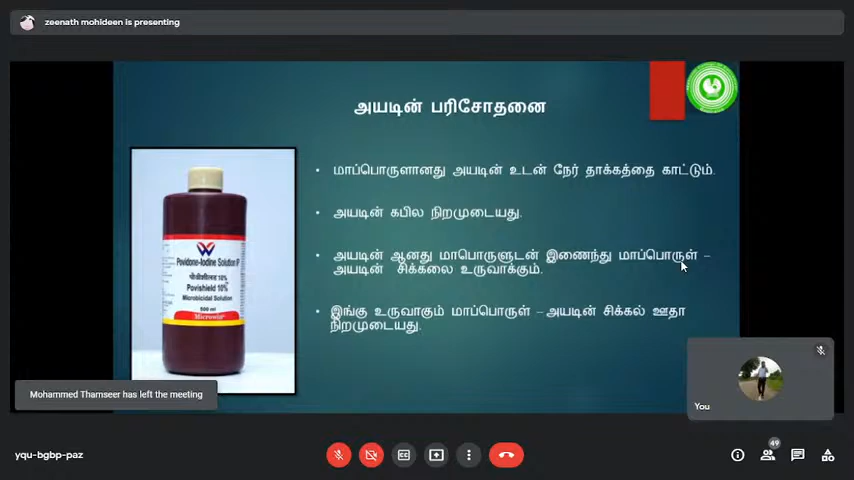 zeenath mohideen is presenting
அயடின் பரிசோதனை
• மாப்பொருளானது அயடின் உடன் நேர் தாக்கத்தை காட்டும்.
• அயடின் கபில நிறமுடையது.
• அயடின் ஆனது மாபொருளுடன் இணைந்து மாப்பொருள் –
அயடின் சிக்கலை உருவாக்கும்.
• இங்கு உருவாகும் மாப்பொருள் – அயடின் சிக்கல் ஊதா
நிறமுடையது.
Povidone-Iodine Solution IP
पोवीशील्ड 10%
Povishield 10%
Microbicidal Solution
500 ml
Microwin
Mohammed Thamseer has left the meeting
You
yqu-bgbp-paz
49